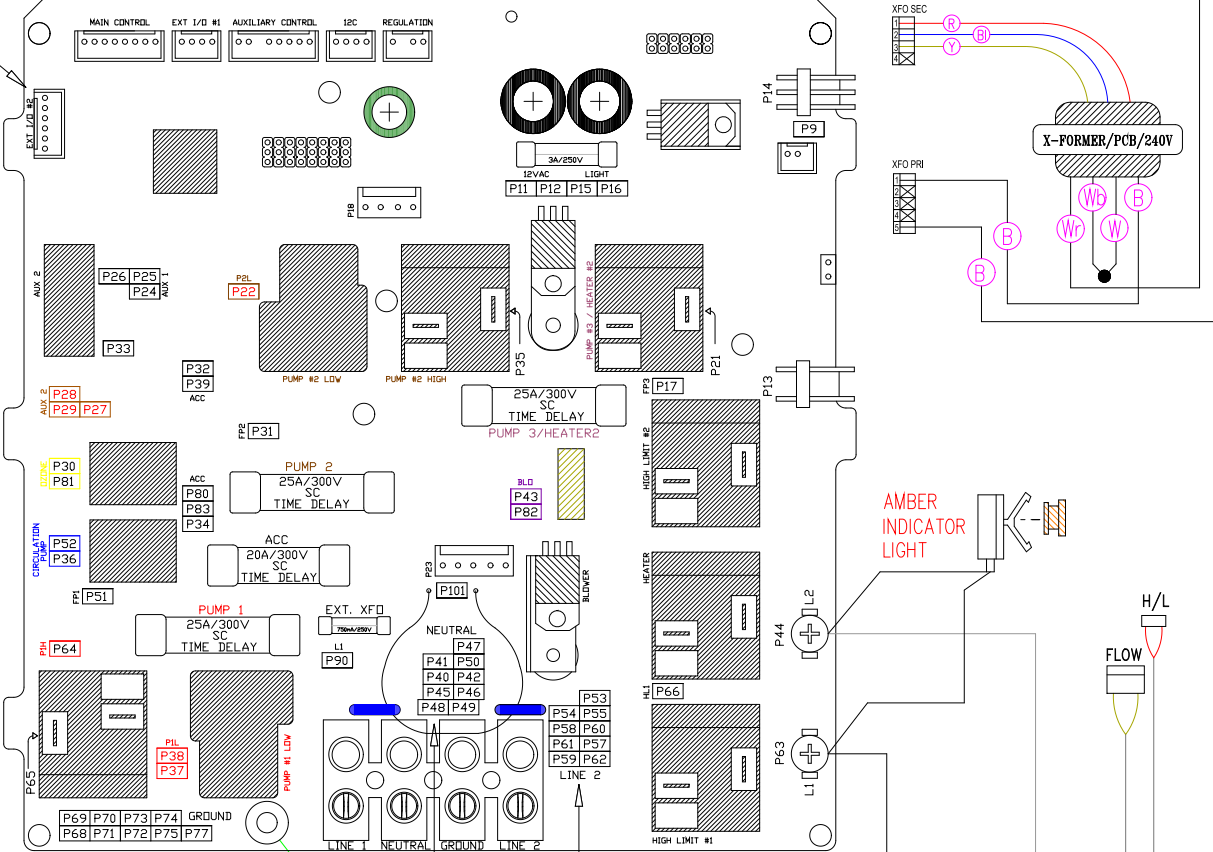 MAIN CONTROL
EXT I/O #1
AUXILIARY CONTROL
12C
REGULATION
XFO SEC
1
2
3
4
R
Bl
Y
EXT I/O #2
P14
P9
X-FORMER/PCB/240V
3A/250V
12VAC LIGHT
P11 P12 P15 P16
P18
XFO PRI
1
2
3
4
5
Wb
B
Wr
W
B
B
AUX 2
P26 P25
P24
AUX 1
P2L
P22
PUMP #3 / HEATER #2
P33
P35
P21
P32
P39
ACC
PUMP #2 LOW
PUMP #2 HIGH
P13
AUX 2
P28
P29 P27
25A/300V
SC
TIME DELAY
PUMP 3/HEATER2
FP3
P17
FP2
P31
HIGH LIMIT #2
OZONE
P30
P81
ACC
P80
P83
P34
PUMP 2
25A/300V
SC
TIME DELAY
BLO
P43
P82
AMBER
INDICATOR
LIGHT
CIRCULATION
PUMP
P52
P36
ACC
20A/300V
SC
TIME DELAY
P23
P101
BLOWER
HEATER
FP1
P51
PUMP 1
25A/300V
SC
TIME DELAY
EXT. XFO
750mA/250V
L1
P90
L2
P44
H/L
P1H
P64
NEUTRAL
P47
P41 P50
P40 P42
P45 P46
P48 P49
HL1
P66
FLOW
P53
P54 P55
P58 P60
P61 P57
P59 P62
LINE 2
P65
P1L
P38
P37
PUMP #1 LOW
P63
L1
P69 P70 P73 P74 GROUND
P68 P71 P72 P75 P77
LINE 1
NEUTRAL
GROUND
LINE 2
HIGH LIMIT #1